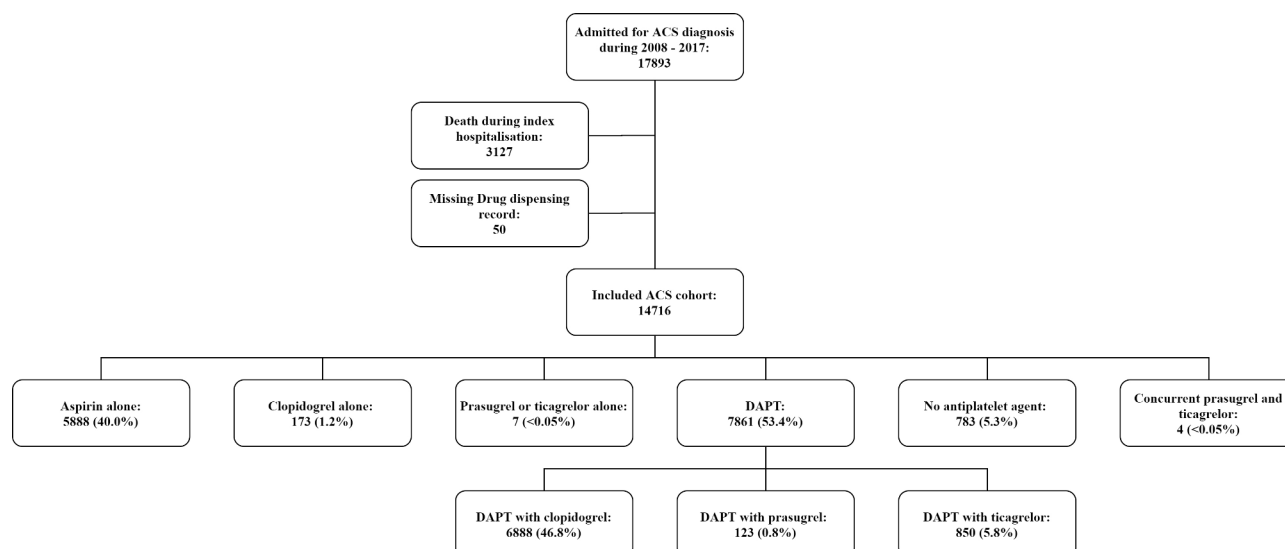 Admitted for ACS diagnosis
during 2008 - 2017:
17893
Death during index
hospitalisation:
3127
Missing Drug dispensing
record:
50
Included ACS cohort:
14716
Aspirin alone:
5888 (40.0%)
Clopidogrel alone:
173 (1.2%)
Prasugrel or ticagrelor alone:
7 (<0.05%)
DAPT:
7861 (53.4%)
No antiplatelet agent:
783 (5.3%)
Concurrent prasugrel and
ticagrelor:
4 (<0.05%)
DAPT with clopidogrel:
6888 (46.8%)
DAPT with prasugrel:
123 (0.8%)
DAPT with ticagrelor:
850 (5.8%)